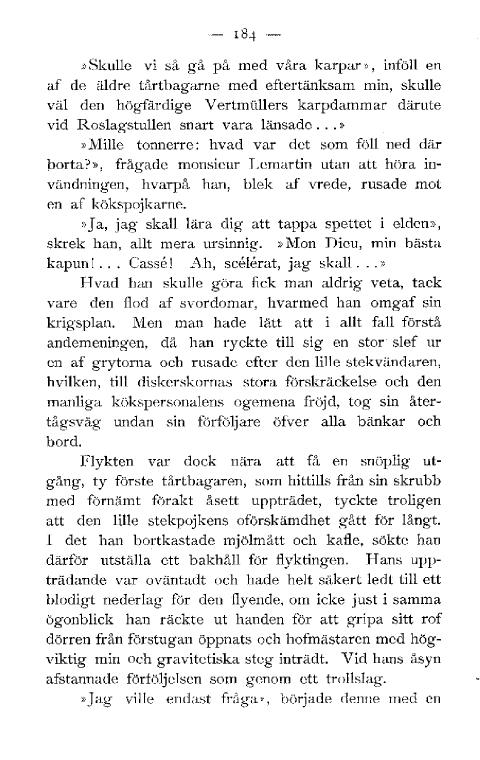 — 184 —
»Skulle vi så gå på med våra karpar», inföll en
af de äldre tårtbagarne med eftertänksam min, skulle
väl den högfärdige Vertmüllers karpdammar därute
vid Roslagstullen snart vara länsade . . . »
»Mille tonnerre: hvad var det som föll ned där
borta?», frågade monsieur Lemartin utan att höra in-
vändningen, hvarpå han, blek af vrede, rusade mot
en af kökspojkarne.
»Ja, jag skall lära dig att tappa spettet i elden»,
skrek han, allt mera ursinnig. »Mon Dieu, min bästa
kapun! . . . Cassé! Ah, scélérat, jag skall . . . »
Hvad han skulle göra fick man aldrig veta, tack
vare den flod af svordomar, hvarmed han omgaf sin
krigsplan. Men man hade lätt att i allt fall förstå
andemeningen, då han ryckte till sig en stor slef ur
en af grytorna och rusade efter den lille stekvändaren,
hvilken, till diskerskornas stora förskräckelse och den
manliga kökspersonalens ogemena fröjd, tog sin åter-
tågsväg undan sin förföljare öfver alla bänkar och
bord.
Flykten var dock nära att få en snöplig ut-
gång, ty förste tårtbagaren, som hittills från sin skrubb
med förnämt förakt åsett uppträdet, tyckte troligen
att den lille stekpojkens oförskämdhet gått för långt.
I det han bortkastade mjölmått och kafle, sökte han
därför utställa ett bakhåll för flyktingen. Hans upp-
trädande var oväntadt och hade helt säkert ledt till ett
blodigt nederlag för den flyende, om icke just i samma
ögonblick han räckte ut handen för att gripa sitt rof
dörren från förstugan öppnats och hofmästaren med hög-
viktig min och gravitetiska steg inträdt. Vid hans åsyn
afstannade förföljelsen som genom ett trollslag.
»Jag ville endast fråga», började denne med en